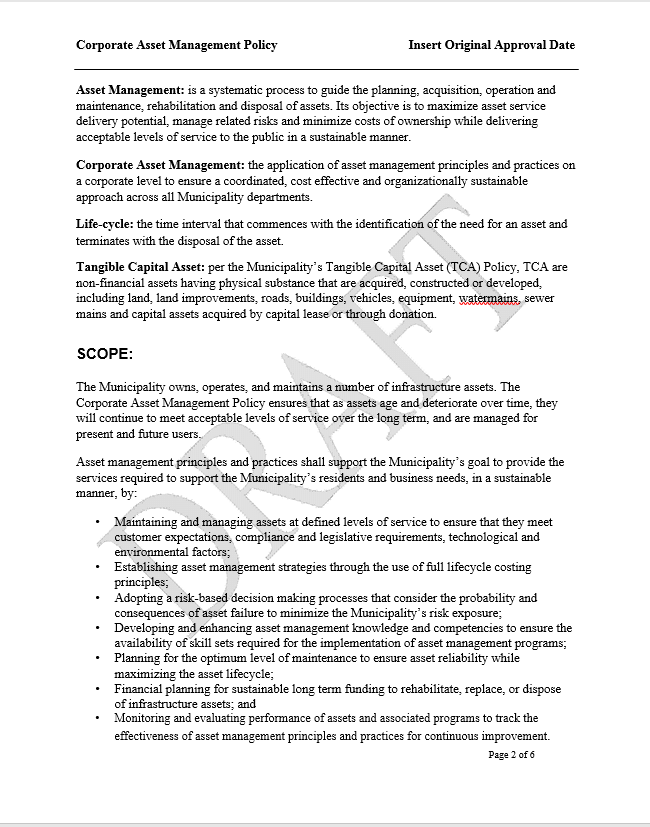 Corporate Asset Management Policy Insert Original Approval Date
Asset Management: is a systematic process to guide the planning, acquisition, operation and
maintenance, rehabilitation and disposal of assets. Its objective is to maximize asset service
delivery potential, manage related risks and minimize costs of ownership while delivering
acceptable levels of service to the public in a sustainable manner.
Corporate Asset Management: the application of asset management principles and practices on
a corporate level to ensure a coordinated, cost effective and organizationally sustainable
approach across all Municipality departments.
Life-cycle: the time interval that commences with the identification of the need for an asset and
terminates with the disposal of the asset.
Tangible Capital Asset: per the Municipality's Tangible Capital Asset (TCA) Policy, TCA are
non-financial assets having physical substance that are acquired, constructed or developed,
including land, land improvements, roads, buildings, vehicles, equipment, watermains, sewer
mains and capital assets acquired by capital lease or through donation.
SCOPE:
The Municipality owns, operates, and maintains a number of infrastructure assets. The
Corporate Asset Management Policy ensures that as assets age and deteriorate over time, they
will continue to meet acceptable levels of service over the long term, and are managed for
present and future users.
Asset management principles and practices shall support the Municipality's goal to provide the
services required to support the Municipality's residents and business needs, in a sustainable
manner, by:
• Maintaining and managing assets at defined levels of service to ensure that they meet
customer expectations, compliance and legislative requirements, technological and
environmental factors;
• Establishing asset management strategies through the use of full lifecycle costing
principles;
• Adopting a risk-based decision making processes that consider the probability and
consequences of asset failure to minimize the Municipality's risk exposure;
• Developing and enhancing asset management knowledge and competencies to ensure the
availability of skill sets required for the implementation of asset management programs;
• Planning for the optimum level of maintenance to ensure asset reliability while
maximizing the asset lifecycle;
• Financial planning for sustainable long term funding to rehabilitate, replace, or dispose
of infrastructure assets; and
• Monitoring and evaluating performance of assets and associated programs to track the
effectiveness of asset management principles and practices for continuous improvement.
Page 2 of 6
DRAFT